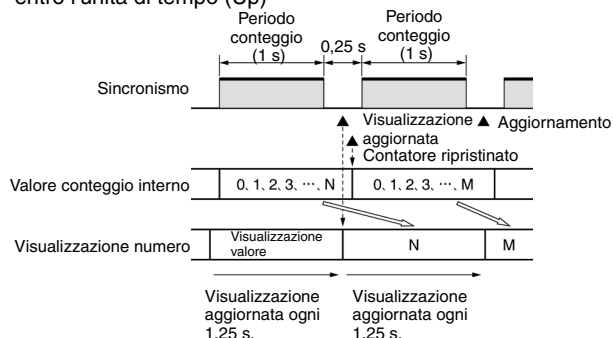 entro l'unità di tempo (Up)
Periodo conteggio (1 s)
0,25 s
Periodo conteggio (1 s)
Sincronismo
▲ Visualizzazione aggiornata
▲ Aggiornamento
▲ Contatore ripristinato
Valore conteggio interno
0、1、2、3、…、N
0、1、2、3、…、M
Visualizzazione numero
Visualizzazione valore
N
M
Visualizzazione aggiornata ogni 1,25 s.
Visualizzazione aggiornata ogni 1,25 s.